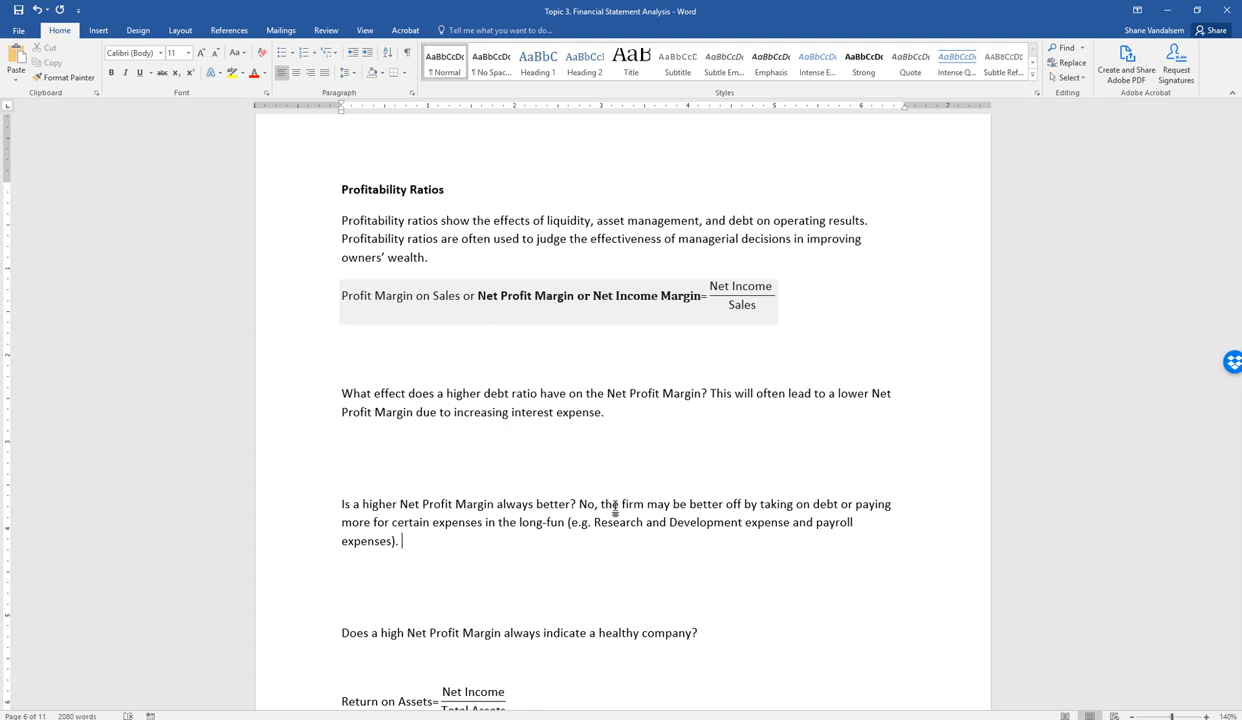 Topic 3. Financial Statement Analysis - Word
Shane Vandalsem
Share
File Home Insert Design Layout References Mailings Review View Acrobat Tell me what you want to do...
Paste
Cut
Copy
Format Painter
Clipboard
Calibri (Body) 11
Font
Paragraph
AaBbCcDc AaBbCcDc AaBbC AaBbCcl AaB AaBbCcD AaBbCcDt AaBbCcDt AaBbCcDt AaBbCcDc AaBbCcDt AaBbCcDt AaBbCcDd
¶ Normal ¶ No Spac... Heading 1 Heading 2 Title Subtitle Subtle Em... Emphasis Intense E... Strong Quote Intense Q... Subtle Ref...
Styles
Find
Replace
Select
Editing
Create and Share Adobe PDF
Request Signatures
Adobe Acrobat
Profitability Ratios
Profitability ratios show the effects of liquidity, asset management, and debt on operating results.
Profitability ratios are often used to judge the effectiveness of managerial decisions in improving
owners’ wealth.
Profit Margin on Sales or Net Profit Margin or Net Income Margin= Net Income
Sales
What effect does a higher debt ratio have on the Net Profit Margin? This will often lead to a lower Net
Profit Margin due to increasing interest expense.
Is a higher Net Profit Margin always better? No, the firm may be better off by taking on debt or paying
more for certain expenses in the long-fun (e.g. Research and Development expense and payroll
expenses).
Does a high Net Profit Margin always indicate a healthy company?
Return on Assets= Net Income
Total Assets
Page 6 of 11 2080 words
140%